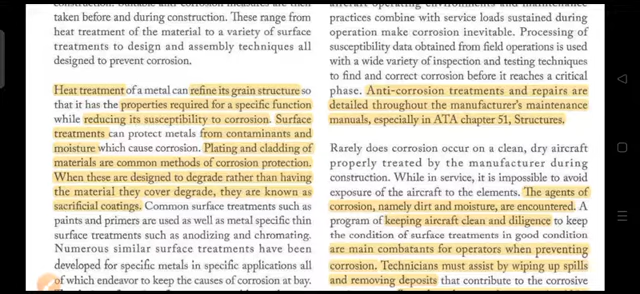 construction. Suitable anti corrosion measures are then
taken before and during construction. These range from
heat treatment of the material to a variety of surface
treatments to design and assembly techniques all
designed to prevent corrosion.
Heat treatment of a metal can refine its grain structure so
that it has the properties required for a specific function
while reducing its susceptibility to corrosion. Surface
treatments can protect metals from contaminants and
moisture which cause corrosion. Plating and cladding of
materials are common methods of corrosion protection.
When these are designed to degrade rather than having
the material they cover degrade, they are known as
sacrificial coatings. Common surface treatments such as
paints and primers are used as well as metal specific thin
surface treatments such as anodizing and chromating.
Numerous similar surface treatments have been
developed for specific metals in specific applications all
of which endeavor to keep the causes of corrosion at bay.
aircraft operating environments and maintenance
practices combine with service loads sustained during
operation make corrosion inevitable. Processing of
susceptibility data obtained from field operations is used
with a wide variety of inspection and testing techniques
to find and correct corrosion before it reaches a critical
phase. Anti-corrosion treatments and repairs are
detailed throughout the manufacturer's maintenance
manuals, especially in ATA chapter 51, Structures.
Rarely does corrosion occur on a clean, dry aircraft
properly treated by the manufacturer during
construction. While in service, it is impossible to avoid
exposure of the aircraft to the elements. The agents of
corrosion, namely dirt and moisture, are encountered. A
program of keeping aircraft clean and diligence to keep
the condition of surface treatments in good condition
are main combatants for operators when preventing
corrosion. Technicians must assist by wiping up spills
and removing deposits that contribute to the corrosive